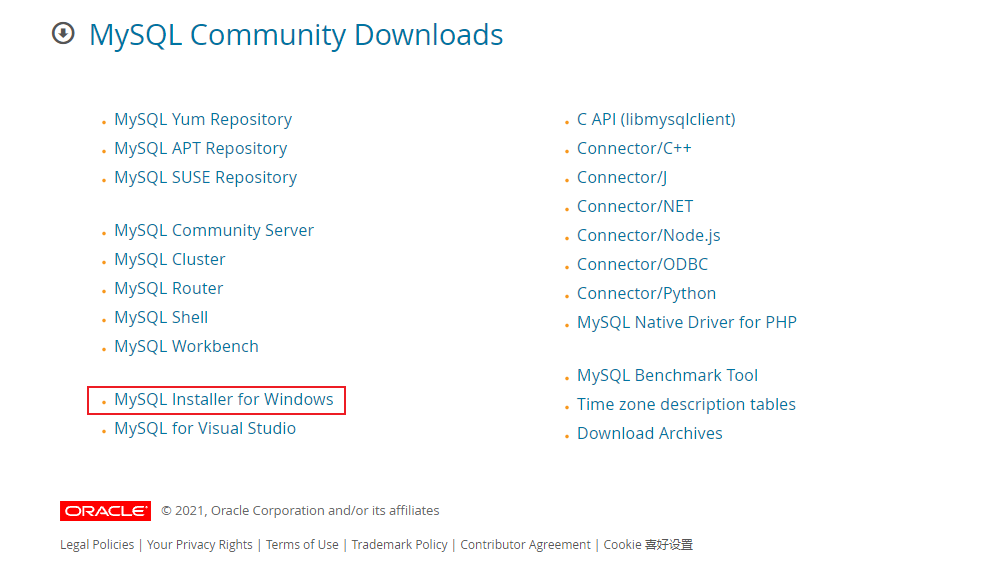 MySQL Community Downloads
MySQL Yum Repository
MySQL APT Repository
MySQL SUSE Repository
MySQL Community Server
MySQL Cluster
MySQL Router
MySQL Shell
MySQL Workbench
MySQL Installer for Windows
MySQL for Visual Studio
C API (libmysqlclient)
Connector/C++
Connector/J
Connector/NET
Connector/Node.js
Connector/ODBC
Connector/Python
MySQL Native Driver for PHP
MySQL Benchmark Tool
Time zone description tables
Download Archives
ORACLE © 2021, Oracle Corporation and/or its affiliates
Legal Policies | Your Privacy Rights | Terms of Use | Trademark Policy | Contributor Agreement | Cookie 喜好设置